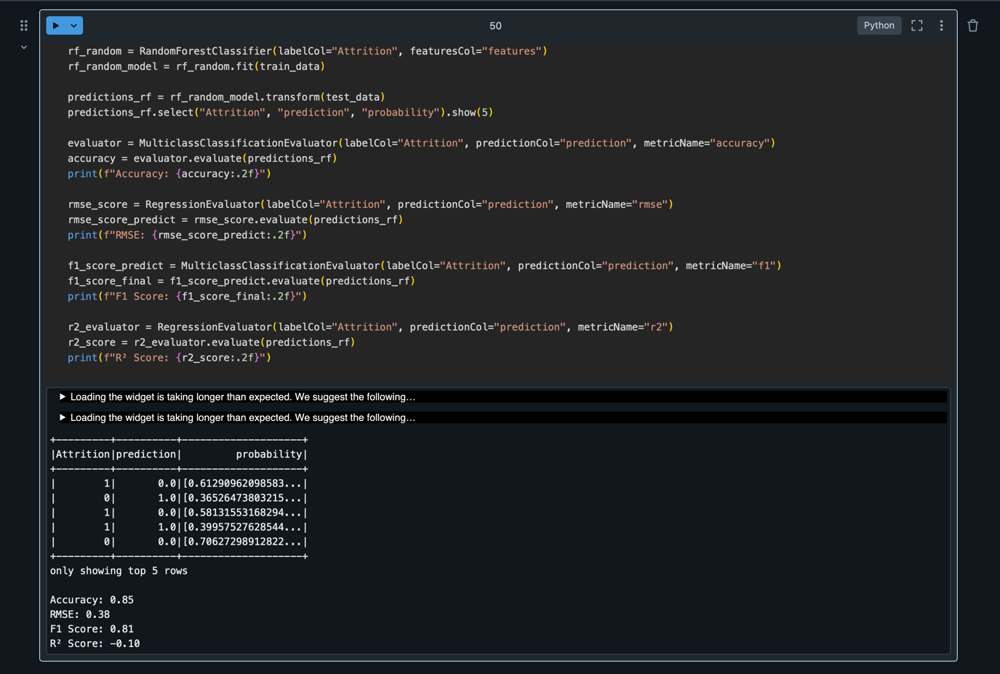 50
Python
rf_random = RandomForestClassifier(labelCol="Attrition", featuresCol="features")
rf_random_model = rf_random.fit(train_data)
predictions_rf = rf_random_model.transform(test_data)
predictions_rf.select("Attrition", "prediction", "probability").show(5)
evaluator = MulticlassClassificationEvaluator(labelCol="Attrition", predictionCol="prediction", metricName="accuracy")
accuracy = evaluator.evaluate(predictions_rf)
print(f"Accuracy: {accuracy:.2f}")
rmse_score = RegressionEvaluator(labelCol="Attrition", predictionCol="prediction", metricName="rmse")
rmse_score_predict = rmse_score.evaluate(predictions_rf)
print(f"RMSE: {rmse_score_predict:.2f}")
f1_score_predict = MulticlassClassificationEvaluator(labelCol="Attrition", predictionCol="prediction", metricName="f1")
f1_score_final = f1_score_predict.evaluate(predictions_rf)
print(f"F1 Score: {f1_score_final:.2f}")
r2_evaluator = RegressionEvaluator(labelCol="Attrition", predictionCol="prediction", metricName="r2")
r2_score = r2_evaluator.evaluate(predictions_rf)
print(f"R² Score: {r2_score:.2f}")
Loading the widget is taking longer than expected. We suggest the following…
Loading the widget is taking longer than expected. We suggest the following…
+---------+----------+--------------------+
|Attrition|prediction|         probability|
+---------+----------+--------------------+
|        1|       0.0|[0.61290962098583...|
|        0|       1.0|[0.36526473803215...|
|        1|       0.0|[0.58131553168294...|
|        1|       1.0|[0.39957527628544...|
|        0|       0.0|[0.70627298912822...|
+---------+----------+--------------------+
only showing top 5 rows
Accuracy: 0.85
RMSE: 0.38
F1 Score: 0.81
R² Score: -0.10